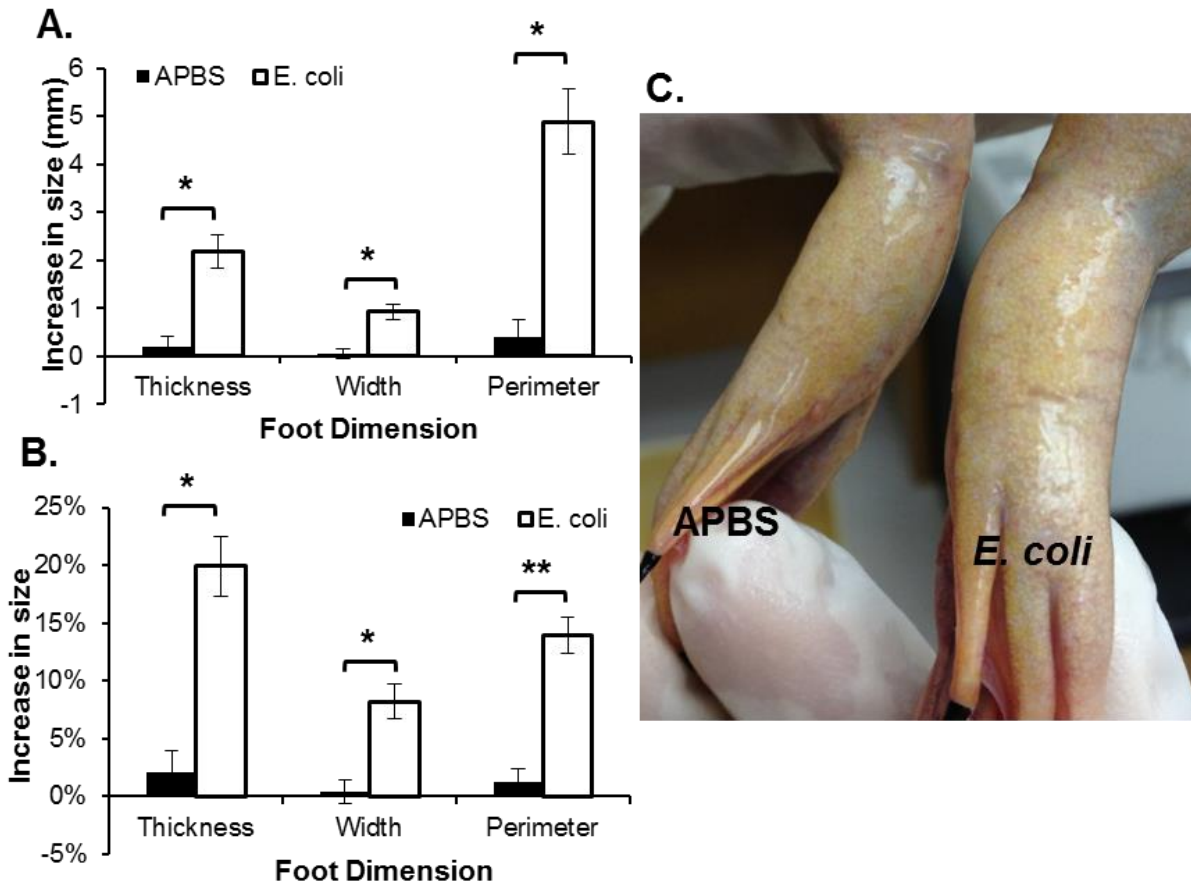 A.
*
6
APBS E. coli
5
4
3
*
2
*
1
0
-1
Increase in size (mm)
Thickness Width Perimeter
Foot Dimension
B.
*
25%
APBS E. coli
20%
**
15%
*
10%
5%
0%
-5%
Increase in size
Thickness Width Perimeter
Foot Dimension
C.
APBS
E. coli